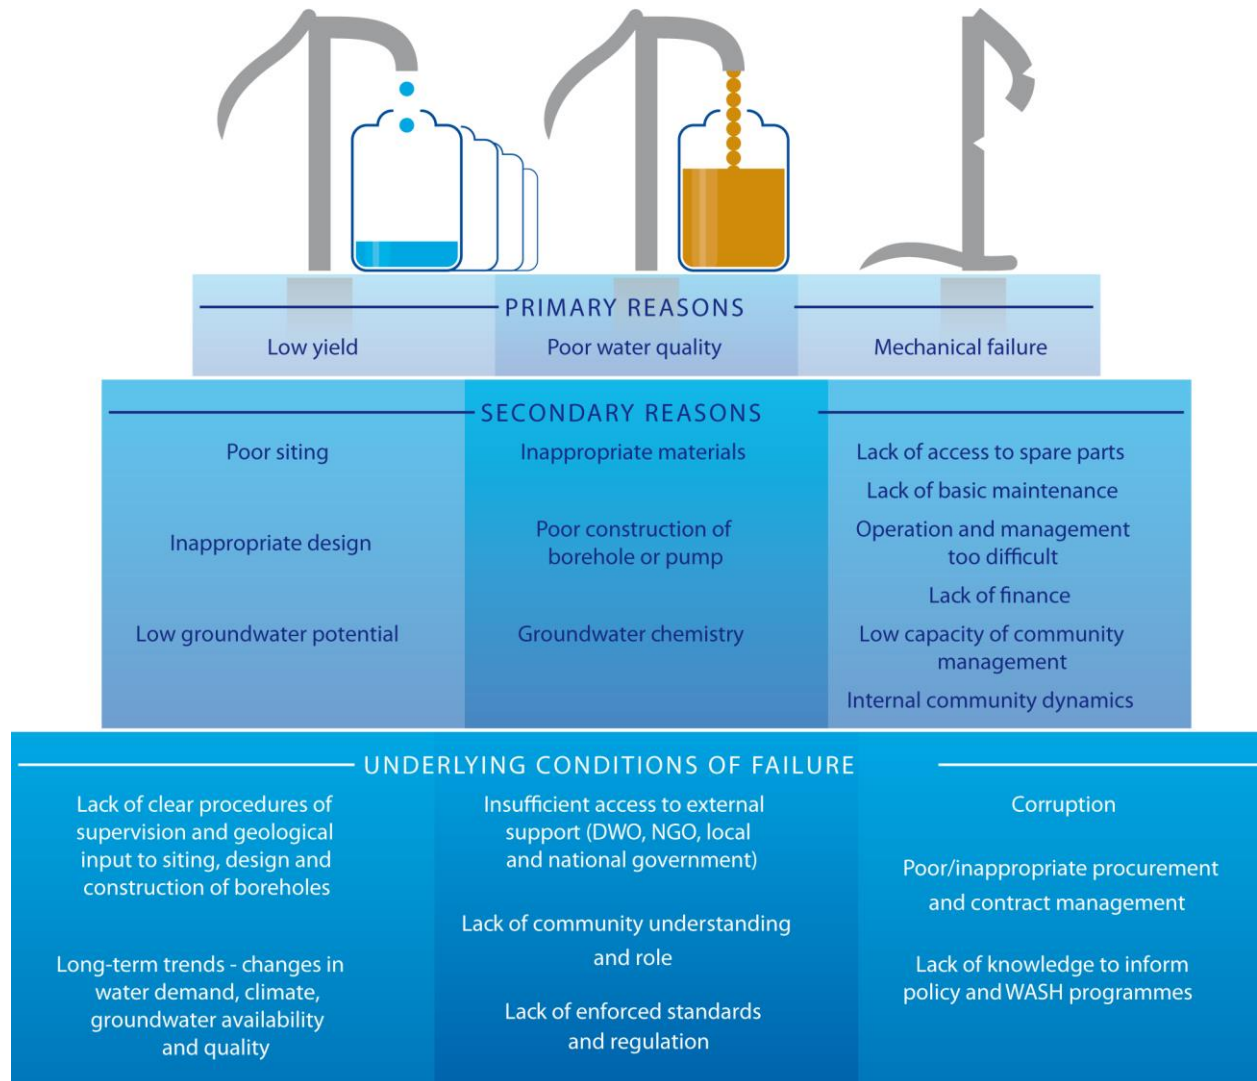 PRIMARY REASONS
Low yield
Poor water quality
Mechanical failure
SECONDARY REASONS
Poor siting
Inappropriate design
Low groundwater potential
Inappropriate materials
Poor construction of
borehole or pump
Groundwater chemistry
Lack of access to spare parts
Lack of basic maintenance
Operation and management
too difficult
Lack of finance
Low capacity of community
management
Internal community dynamics
UNDERLYING CONDITIONS OF FAILURE
Lack of clear procedures of
supervision and geological
input to siting, design and
construction of boreholes
Long-term trends - changes in
water demand, climate,
groundwater availability
and quality
Insufficient access to external
support (DWO, NGO, local
and national government)
Lack of community understanding
and role
Lack of enforced standards
and regulation
Corruption
Poor/inappropriate procurement
and contract management
Lack of knowledge to inform
policy and WASH programmes